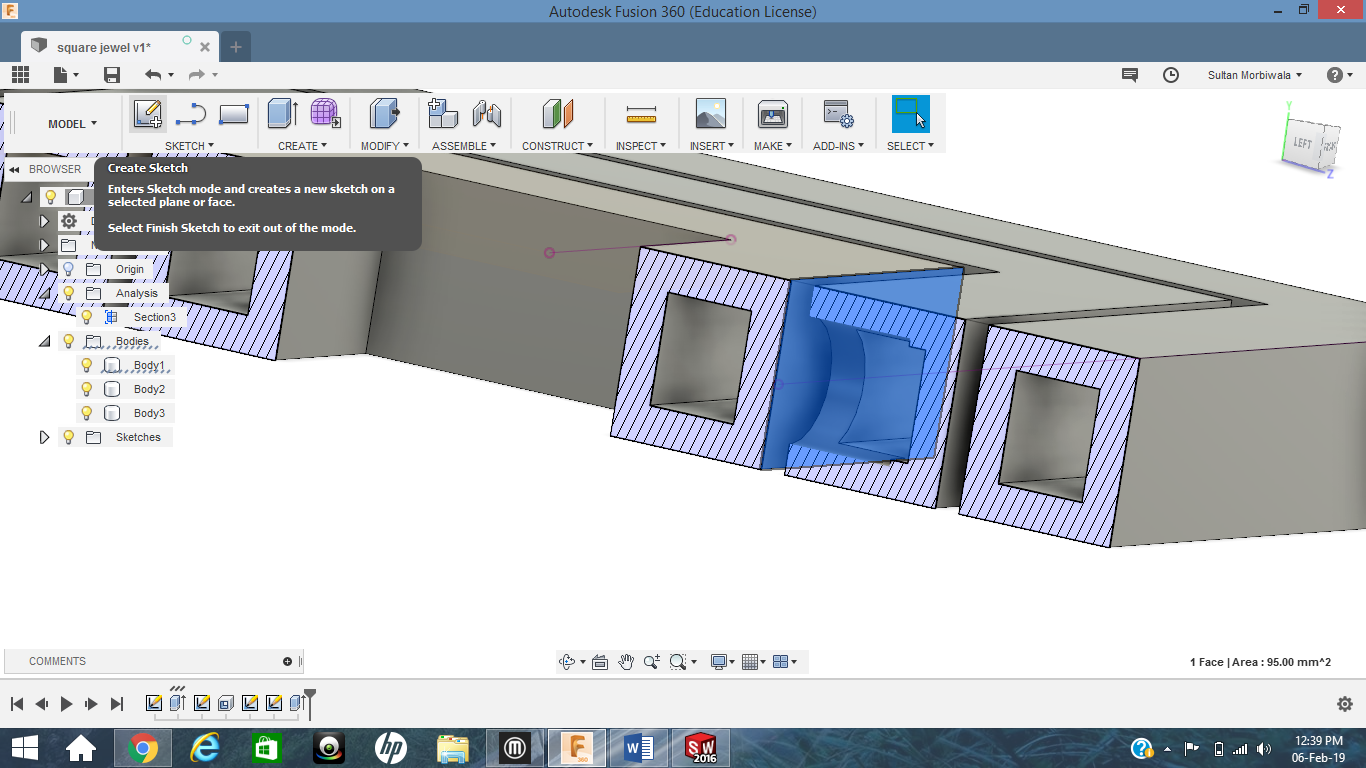 Autodesk Fusion 360 (Education License)
square jewel v1*
Sultan Morbiwala
MODEL
SKETCH
CREATE
MODIFY
ASSEMBLE
CONSTRUCT
INSPECT
INSERT
MAKE
ADD-INS
SELECT
BROWSER
Create Sketch
Enters Sketch mode and creates a new sketch on a
selected plane or face.
Select Finish Sketch to exit out of the mode.
Y
LEFT
Z
Origin
Analysis
Section3
Bodies
Body1
Body2
Body3
Sketches
COMMENTS
1 Face | Area : 95.00 mm^2
12:39 PM
06-Feb-19
hp
F
360
W
SW
2016